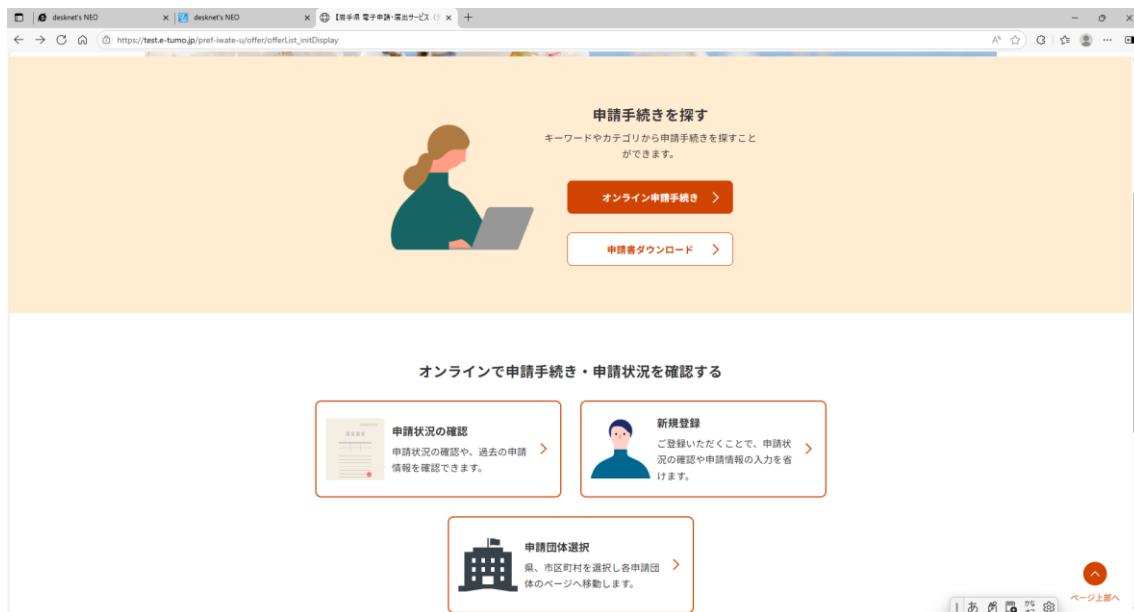 desknet's NEO
desknet's NEO
【岩手県 電子申請・届出サービス（テ
https://test.e-tumo.jp/pref-iwate-u/offer/offerList_initDisplay
申請手続きを探す
キーワードやカテゴリから申請手続きを探すこと
ができます。
オンライン申請手続き
申請書ダウンロード
オンラインで申請手続き・申請状況を確認する
申請状況の確認
申請状況の確認や、過去の申請
情報を確認できます。
新規登録
ご登録いただくことで、申請状
況の確認や申請情報の入力を省
けます。
申請団体選択
県、市区町村を選択し各申請団
体のページへ移動します。
ページ上部へ
あ